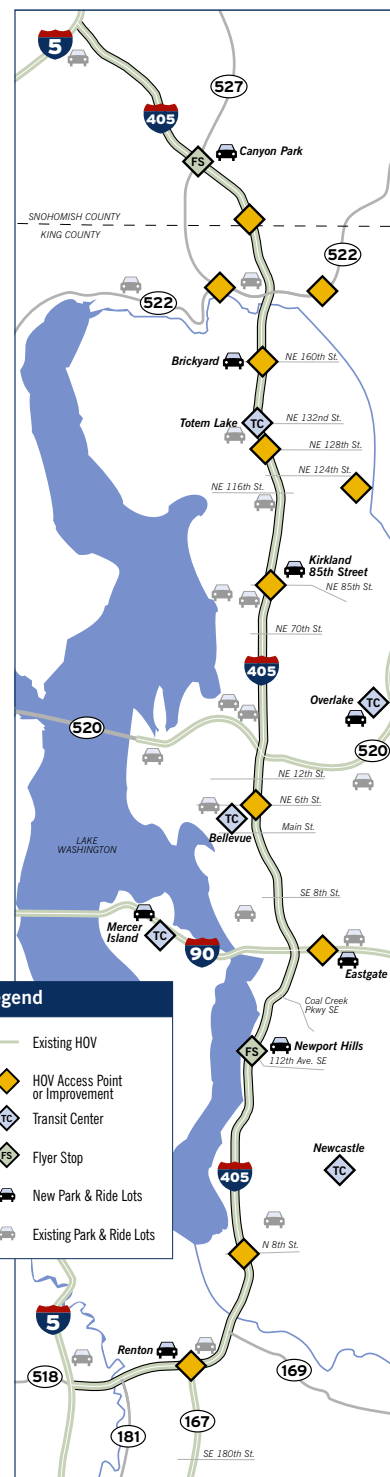 5
527
405
FS
Canyon Park
SNOHOMISH COUNTY
KING COUNTY
522
522
Brickyard
NE 160th St.
Totem Lake
TC
NE 132nd St.
NE 128th St.
NE 124th St.
NE 116th St.
Kirkland
85th Street
NE 85th St.
NE 70th St.
405
Overlake
TC
520
520
NE 12th St.
NE 6th St.
TC
Main St.
Bellevue
LAKE
WASHINGTON
SE 8th St.
Mercer
Island
TC
90
Eastgate
egend
Coal Creek
Pkwy SE
Existing HOV
FS
Newport Hills
112th Ave. SE
HOV Access Point
or Improvement
TC
Transit Center
FS
Flyer Stop
Newcastle
TC
405
New Park & Ride Lots
Existing Park & Ride Lots
N 8th St.
5
Renton
518
169
167
181
SE 180th St.